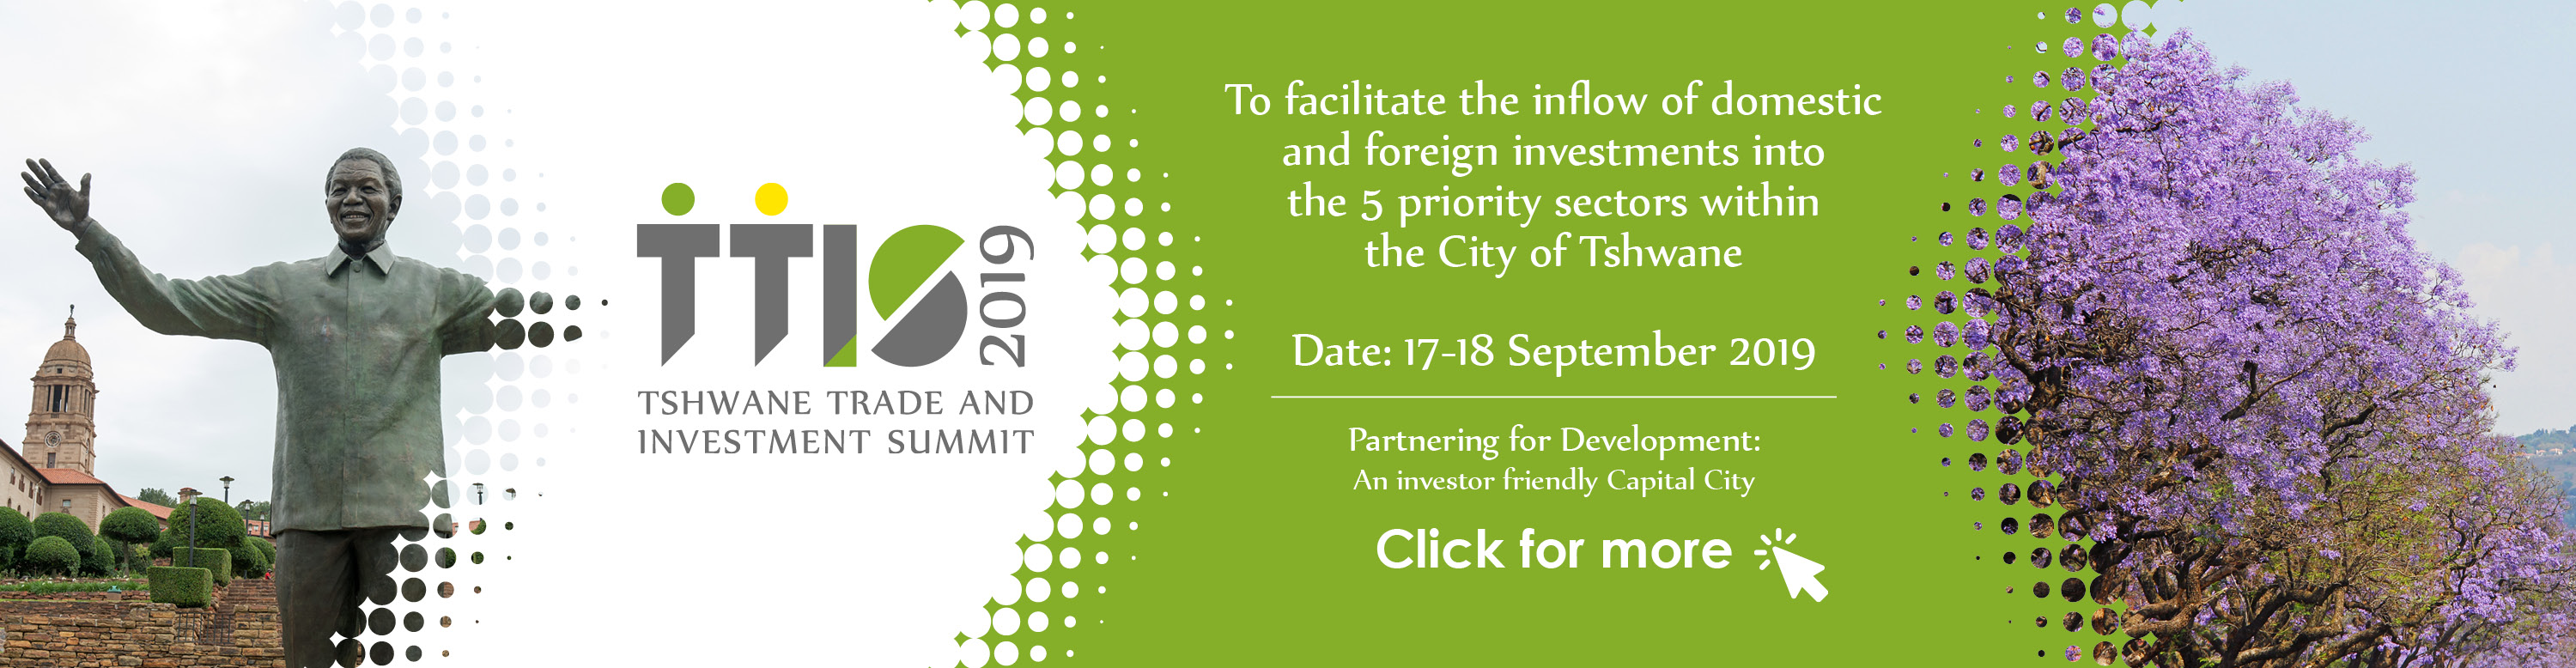 TTIS 2019
TSHWANE TRADE AND
INVESTMENT SUMMIT
To facilitate the inflow of domestic
and foreign investments into
the 5 priority sectors within
the City of Tshwane
Date: 17-18 September 2019
Partnering for Development:
An investor friendly Capital City
Click for more